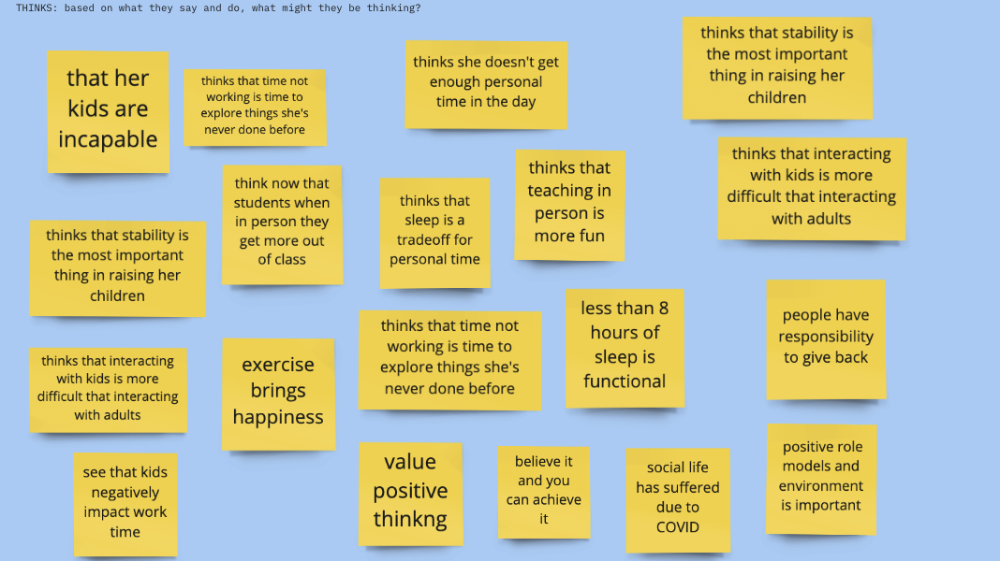 THINKS: based on what they say and do, what might they be thinking?
that her
kids are
incapable
thinks that time not
working is time to
explore things she's
never done before
thinks she doesn't get
enough personal
time in the day
thinks that stability is
the most important
thing in raising her
children
think now that
students when
in person they
get more out
of class
thinks that
sleep is a
tradeoff for
personal time
thinks that
teaching in
person is
more fun
thinks that interacting
with kids is more
difficult that interacting
with adults
thinks that stability is
the most important
thing in raising her
children
thinks that time not
working is time to
explore things she's
never done before
less than 8
hours of
sleep is
functional
people have
responsibility
to give back
thinks that interacting
with kids is more
difficult that interacting
with adults
exercise
brings
happiness
see that kids
negatively
impact work
time
value
positive
thinkng
believe it
and you
can achieve
it
social life
has suffered
due to
COVID
positive role
models and
environment
is important